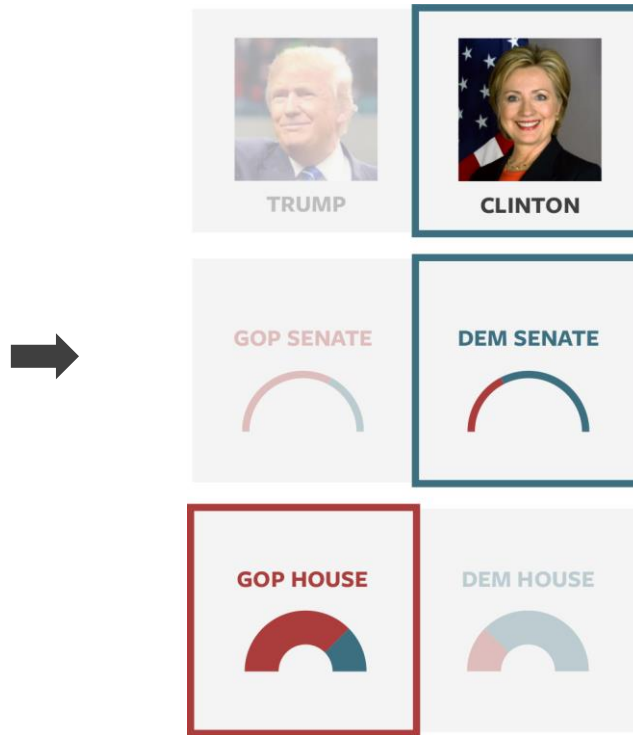 TRUMP
CLINTON
GOP SENATE
DEM SENATE
GOP HOUSE
DEM HOUSE